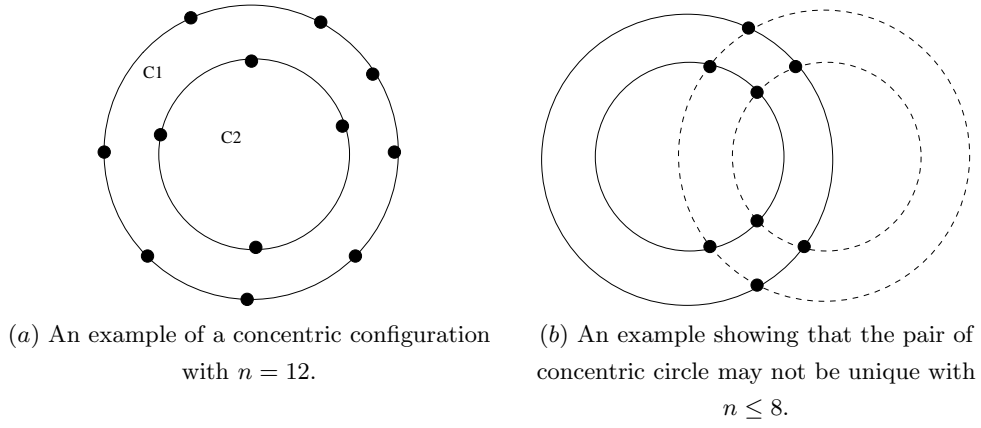 C1
C2
(a) An example of a concentric configuration
with n = 12.
(b) An example showing that the pair of
concentric circle may not be unique with
n ≤ 8.